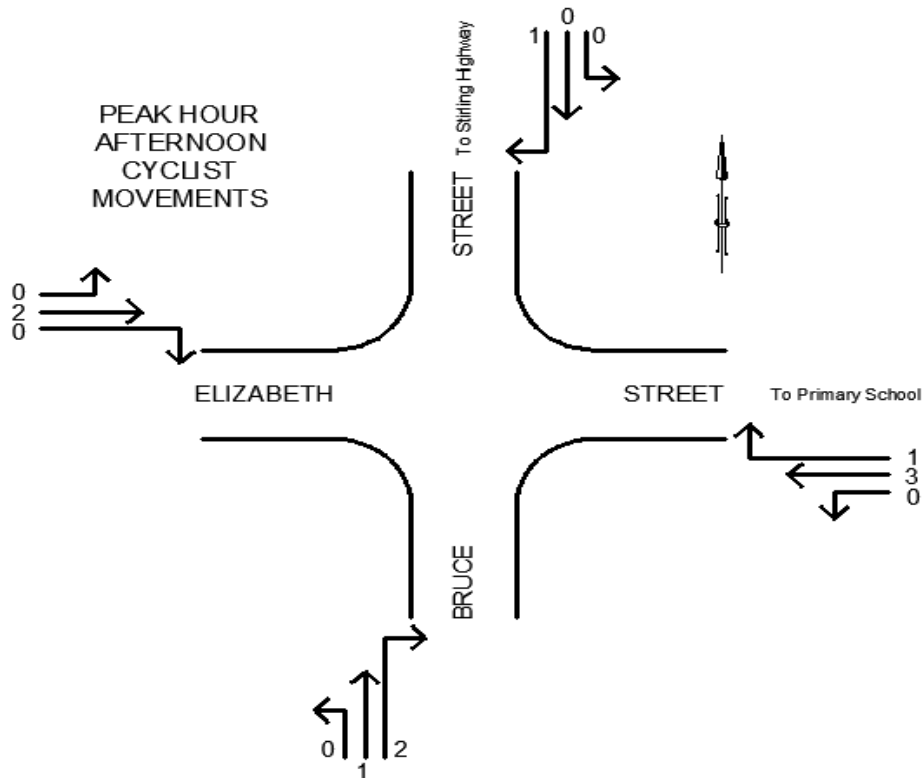 0
1 0
To Stirling Highway
PEAK HOUR
AFTERNOON
CYCLIST
MOVEMENTS
STREET
0
2
0
ELIZABETH STREET To Primary School
1
3
0
BRUCE
0 1 2